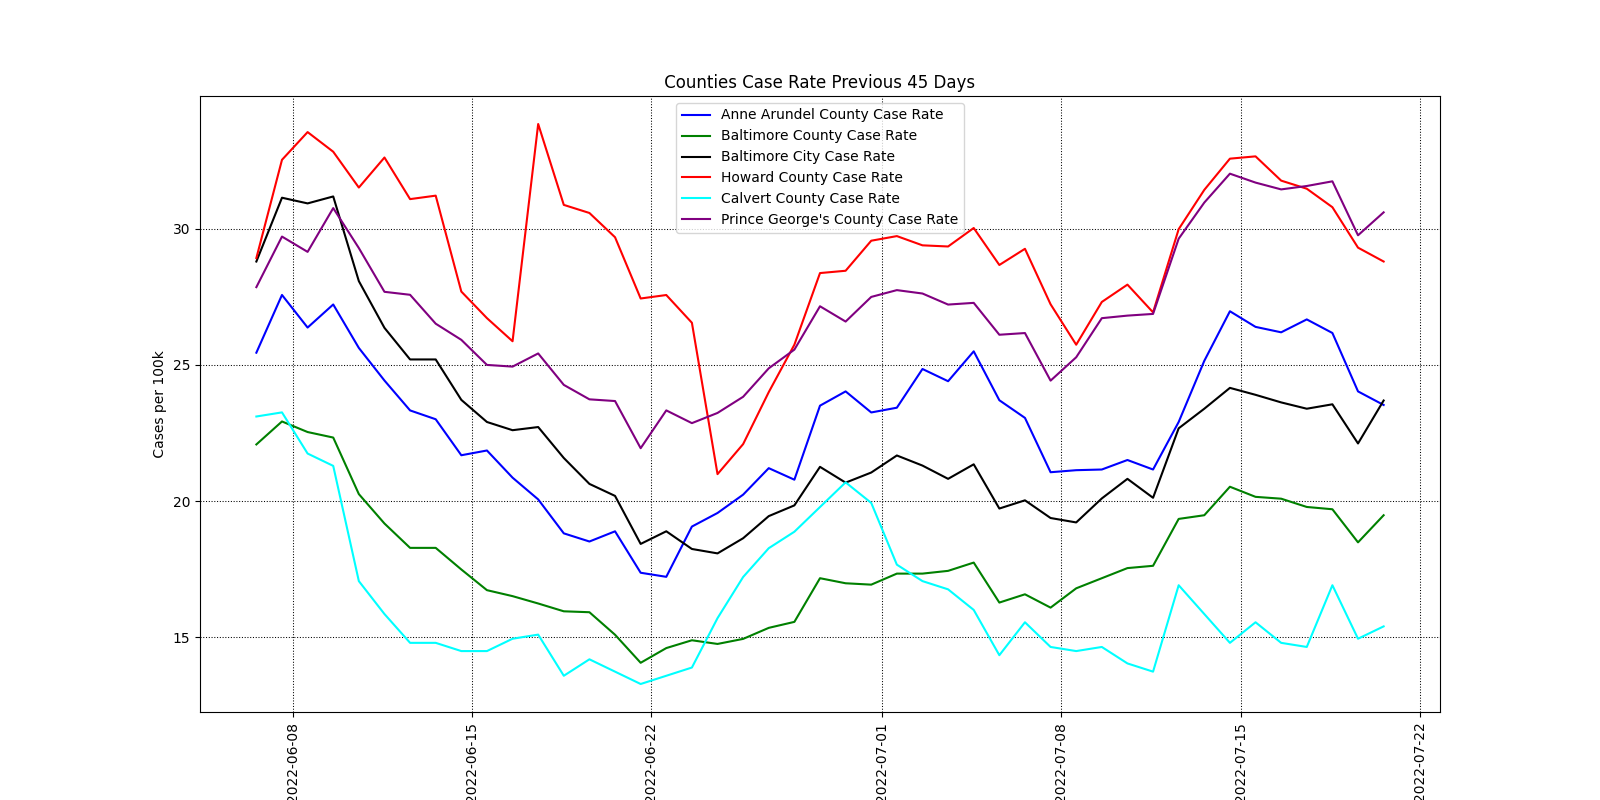 Counties Case Rate Previous 45 Days
Anne Arundel County Case Rate
Baltimore County Case Rate
Baltimore City Case Rate
Howard County Case Rate
Calvert County Case Rate
Prince George's County Case Rate
Cases per 100k
30
25
20
15
2022-06-08
2022-06-15
2022-06-22
2022-07-01
2022-07-08
2022-07-15
2022-07-22